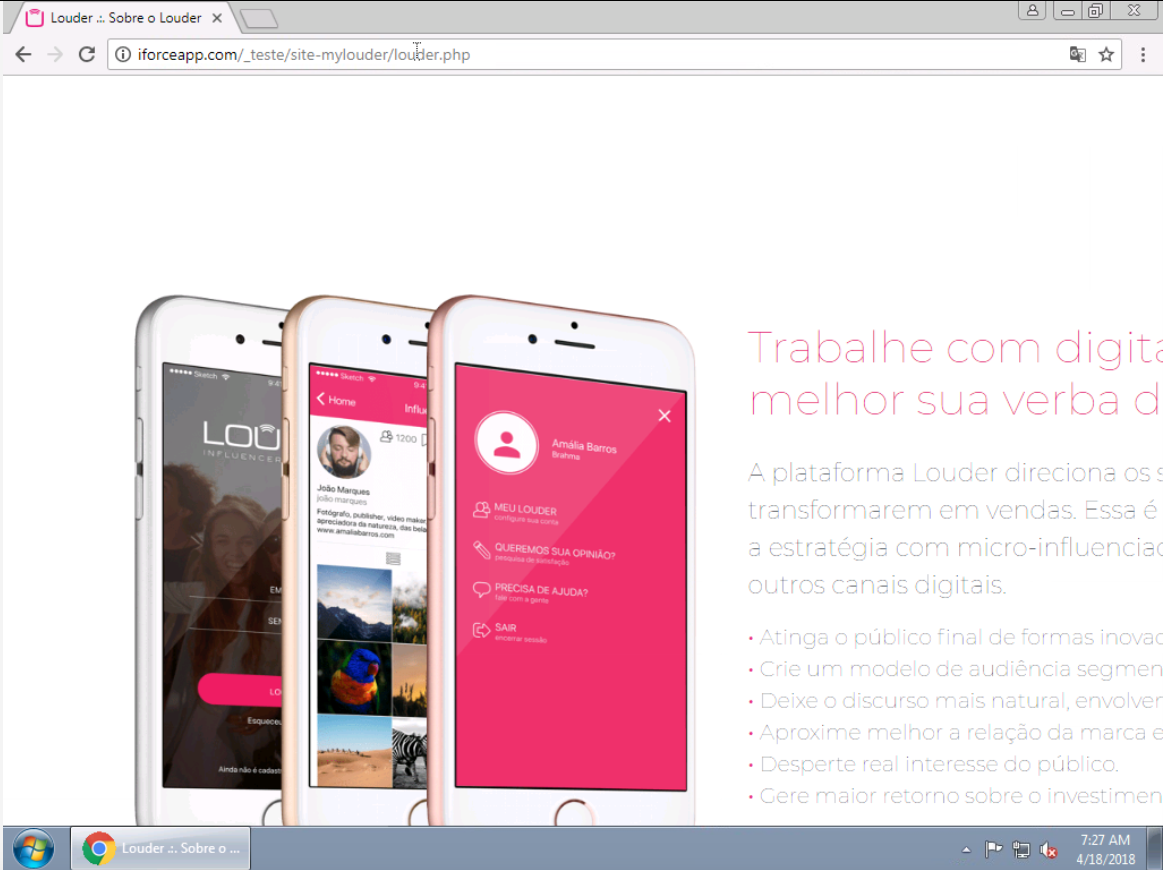 Louder .:. Sobre o Louder
iforceapp.com/_teste/site-mylouder/louder.php
Sketch
9:41
LOU
INFLUENCER
EM
SEN
LO
Esqueceu
Ainda não é cadast
Sketch
9:4
Home
Influ
1200
João Marques
joão marques
Fotógrafo, publisher, video maker
apreciadora da natureza, das bela
www.amaliabarros.com
Amália Barros
Brahma
MEU LOUDER
configure sua conta
QUEREMOS SUA OPINIÃO?
pesquisa de satisfação
PRECISA DE AJUDA?
fale com a gente
SAIR
encerrar sessão
Trabalhe com digita
melhor sua verba d
A plataforma Louder direciona os s
transformarem em vendas. Essa é
a estratégia com micro-influenciad
outros canais digitais.
• Atinga o público final de formas inovad
• Crie um modelo de audiência segmen
• Deixe o discurso mais natural, envolver
• Aproxime melhor a relação da marca e
• Desperte real interesse do público.
• Gere maior retorno sobre o investimen
Louder .:. Sobre o ...
7:27 AM
4/18/2018